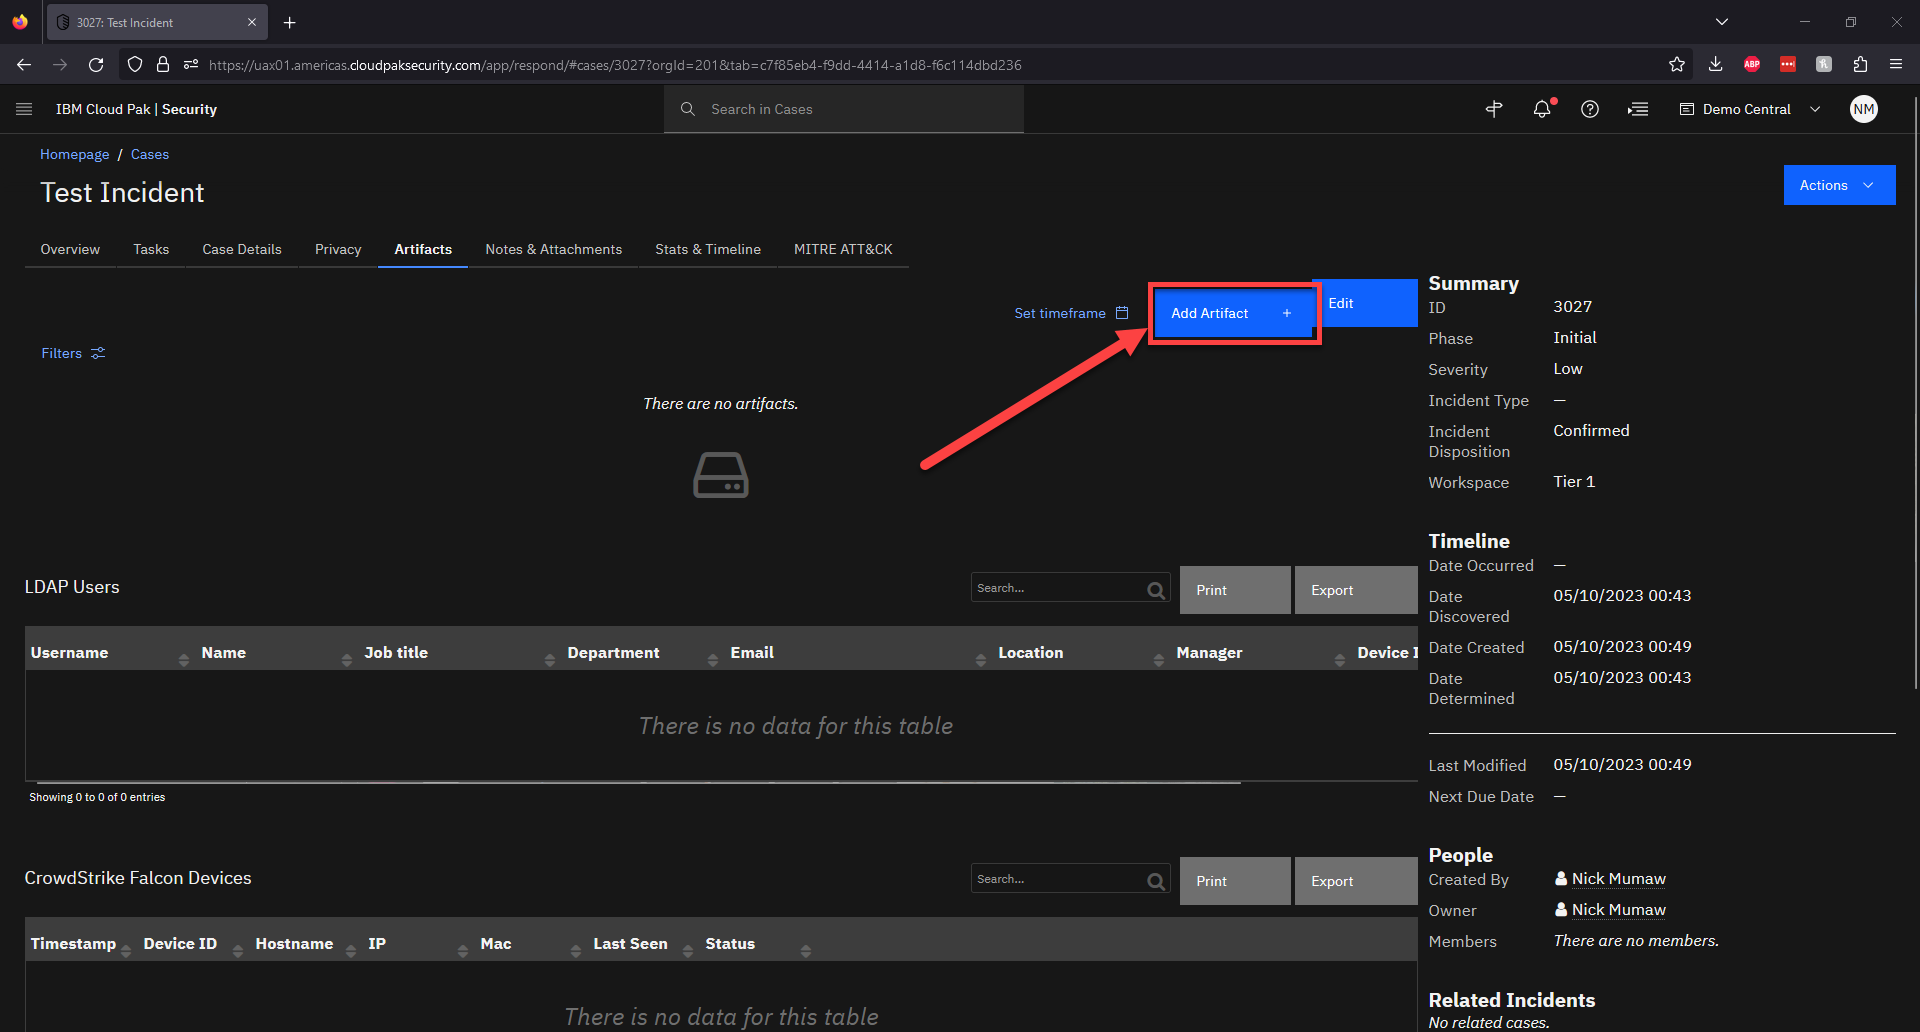 3027: Test Incident
https://uax01.americas.cloudpaksecurity.com/app/respond/#cases/3027?orgId=201&tab=c7f85eb4-f9dd-4414-a1d8-f6c114dbd236
ABP
IBM Cloud Pak | Security
Search in Cases
Demo Central
NM
Homepage / Cases
Test Incident
Actions
Overview
Tasks
Case Details
Privacy
Artifacts
Notes & Attachments
Stats & Timeline
MITRE ATT&CK
Set timeframe
Add Artifact +
Edit
Filters
There are no artifacts.
LDAP Users
Search...
Print
Export
Username Name Job title Department Email Location Manager Device I
There is no data for this table
Showing 0 to 0 of 0 entries
CrowdStrike Falcon Devices
Search...
Print
Export
Timestamp Device ID Hostname IP Mac Last Seen Status
There is no data for this table
Summary
ID 3027
Phase Initial
Severity Low
Incident Type —
Incident Confirmed
Disposition
Workspace Tier 1
Timeline
Date Occurred —
Date 05/10/2023 00:43
Discovered
Date Created 05/10/2023 00:49
Date 05/10/2023 00:43
Determined
Last Modified 05/10/2023 00:49
Next Due Date —
People
Created By Nick Mumaw
Owner Nick Mumaw
Members There are no members.
Related Incidents
No related cases.